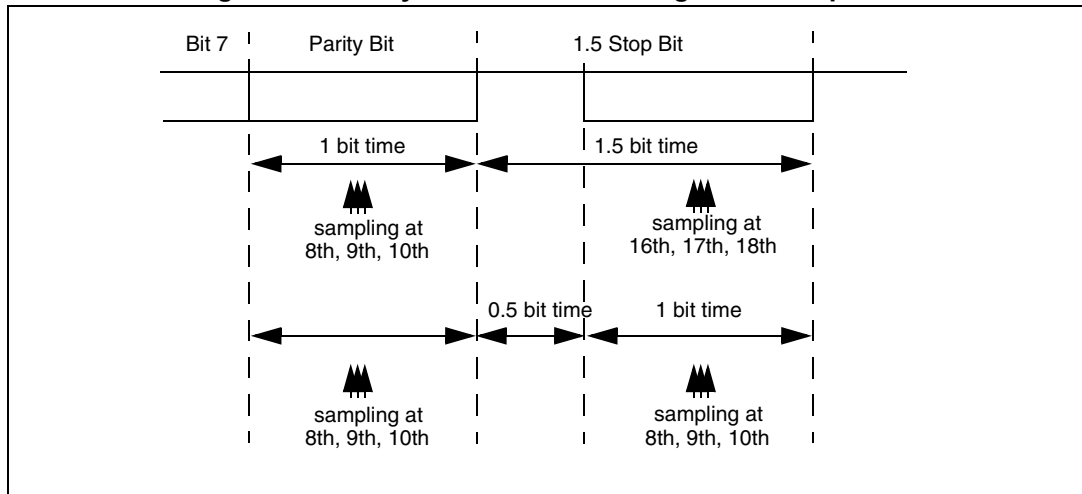 Bit 7 Parity Bit 1.5 Stop Bit
1 bit time 1.5 bit time
sampling at
8th, 9th, 10th
sampling at
16th, 17th, 18th
0.5 bit time 1 bit time
sampling at
8th, 9th, 10th
sampling at
8th, 9th, 10th